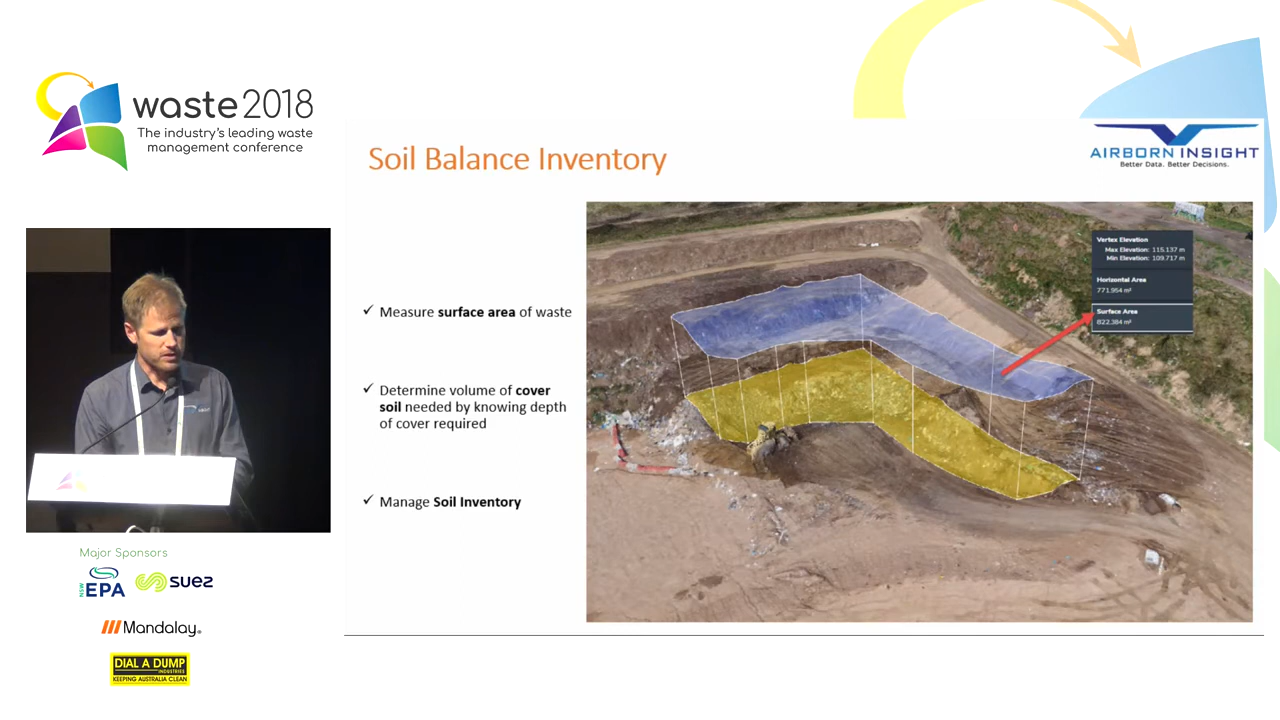 waste2018
The industry's leading waste
management conference
AIRBORN INSIGHT
Better Data. Better Decisions.
Soil Balance Inventory
✓ Measure surface area of waste
✓ Determine volume of cover
soil needed by knowing depth
of cover required
✓ Manage Soil Inventory
Vertex Elevation
Max Elevation: 115.137 m
Min Elevation: 109.717 m
Horizontal Area
771.954 m²
Surface Area
822.384 m²
Major Sponsors
NSW
EPA
suez
Mandalay®
DIAL A DUMP
INDUSTRIES
KEEPING AUSTRALIA CLEAN